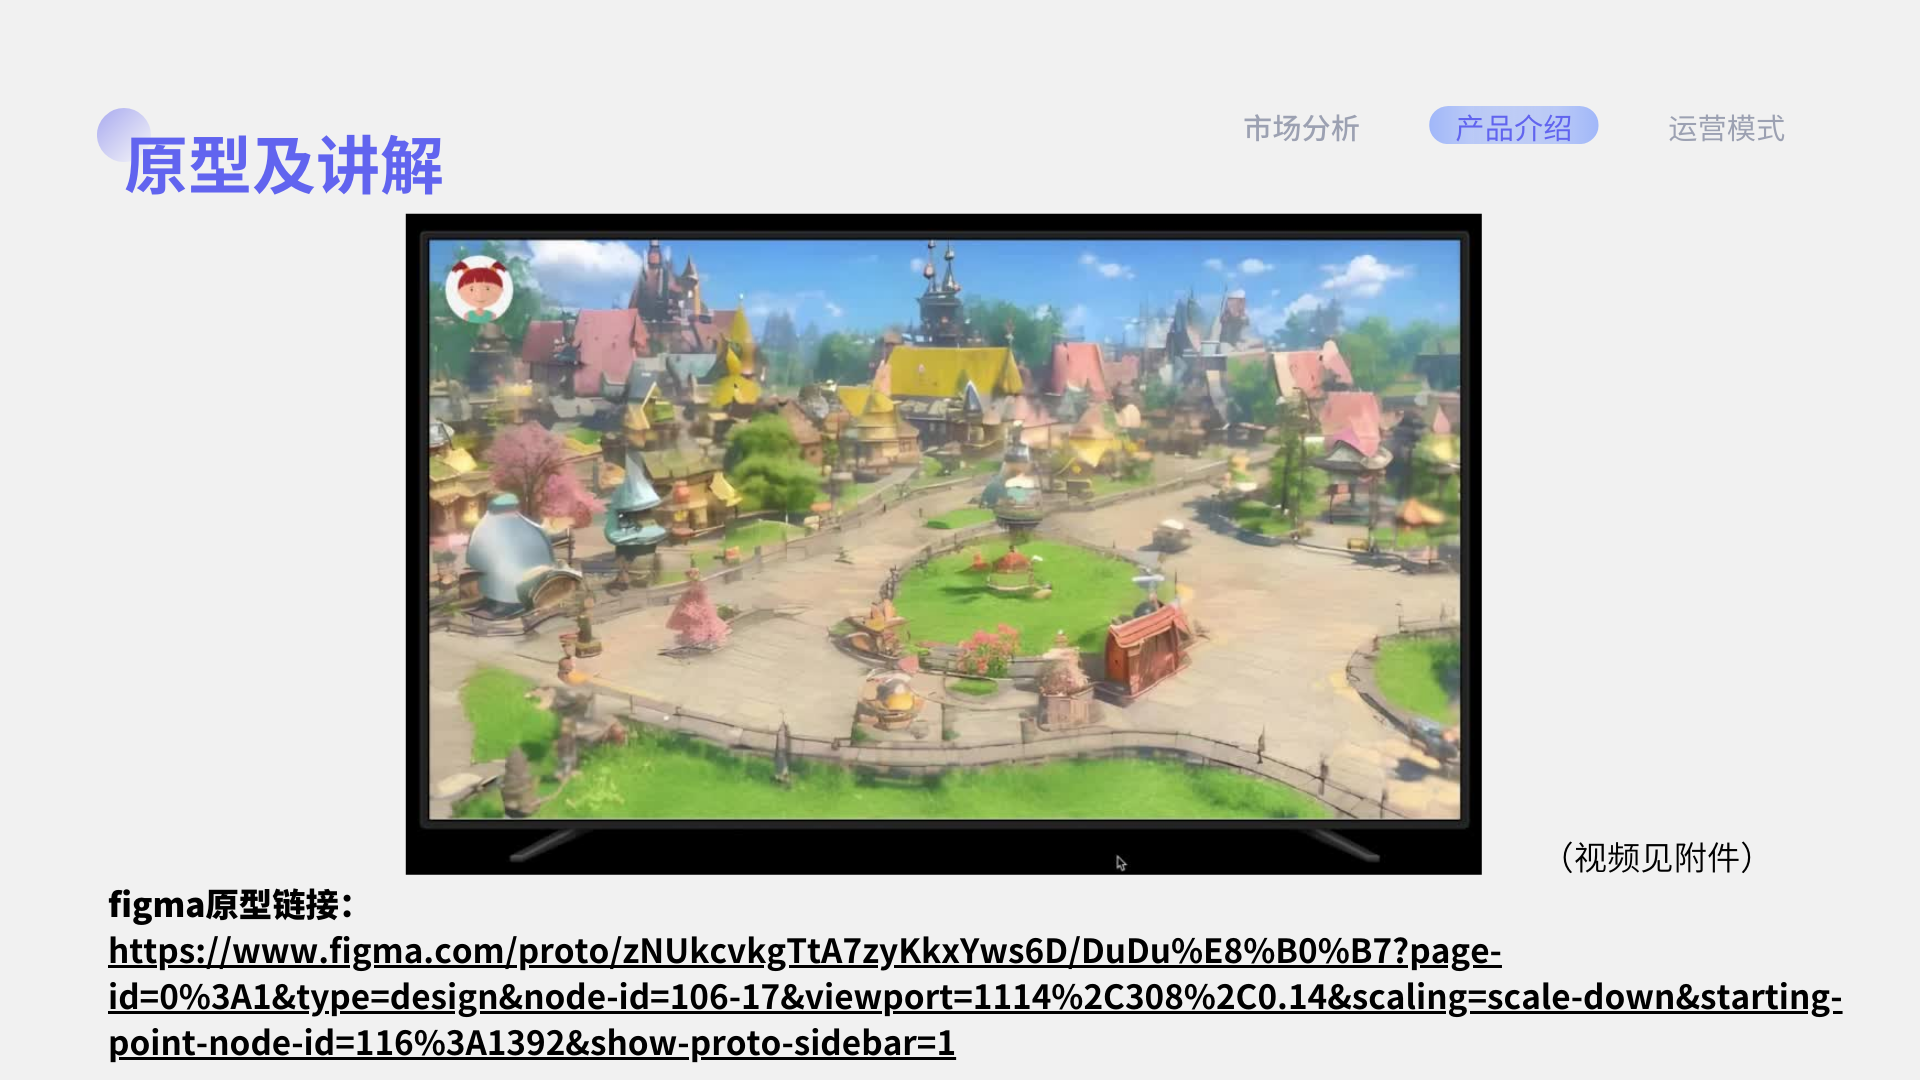 原型及讲解
市场分析
产品介绍
运营模式
（视频见附件）
figma原型链接：
https://www.figma.com/proto/zNUkcvkgTtA7zyKkxYws6D/DuDu%E8%B0%B7?page-
id=0%3A1&type=design&node-id=106-17&viewport=1114%2C308%2C0.14&scaling=scale-down&starting-
point-node-id=116%3A1392&show-proto-sidebar=1